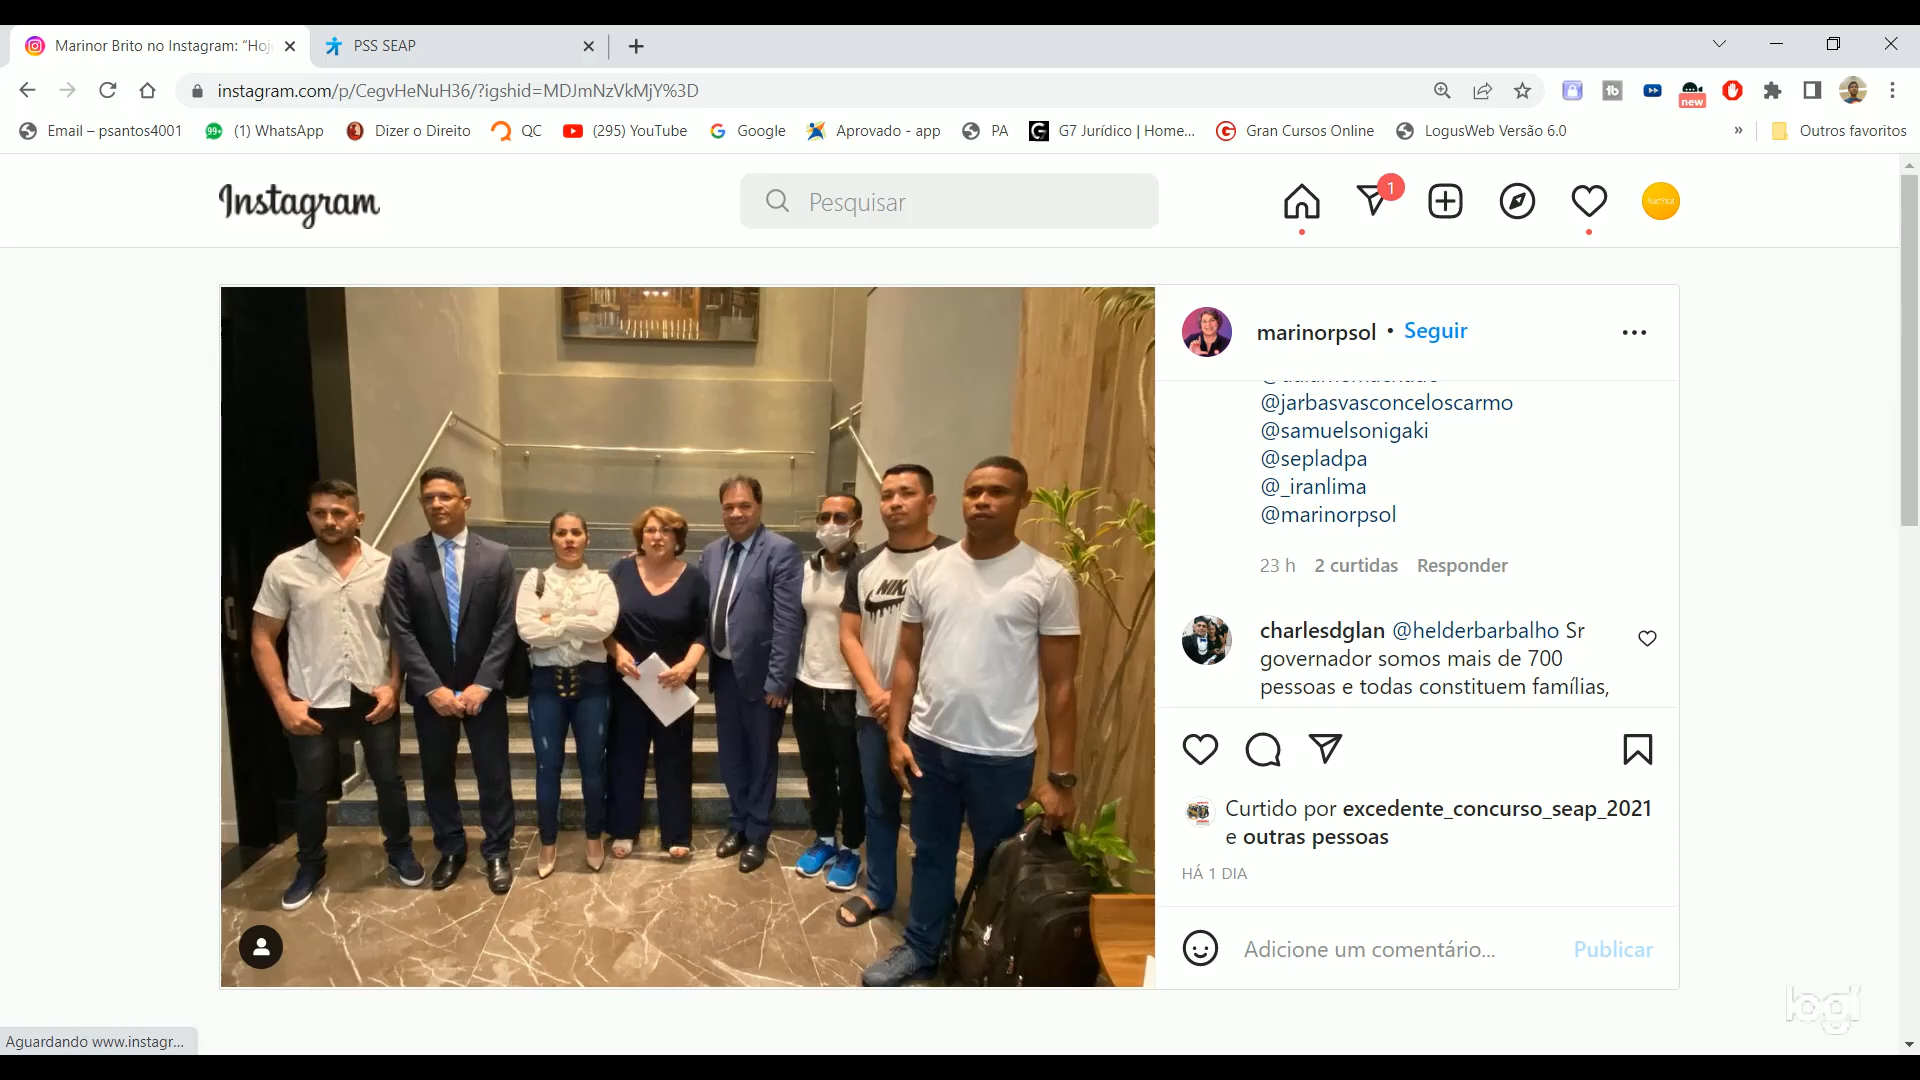 Marinor Brito no Instagram: “Hoj
PSS SEAP
instagram.com/p/CegvHeNuH36/?igshid=MDJmNzVkMjY%3D
new
Email – psantos4001
99+
(1) WhatsApp
Dizer o Direito
QC
(295) YouTube
Google
Aprovado - app
PA
G7 Jurídico | Home...
Gran Cursos Online
LogusWeb Versão 6.0
»
Outros favoritos
Instagram
Pesquisar
1
marinorpsol • Seguir
@jarbasvasconceloscarmo
@samuelsonigaki
@sepladpa
@_iranlima
@marinorpsol
23 h 2 curtidas Responder
charlesdglan @helderbarbalho Sr
governador somos mais de 700
pessoas e todas constituem famílias,
NIKE
Curtido por excedente_concurso_seap_2021
e outras pessoas
HÁ 1 DIA
Adicione um comentário...
Publicar
logi
Aguardando www.instagr...